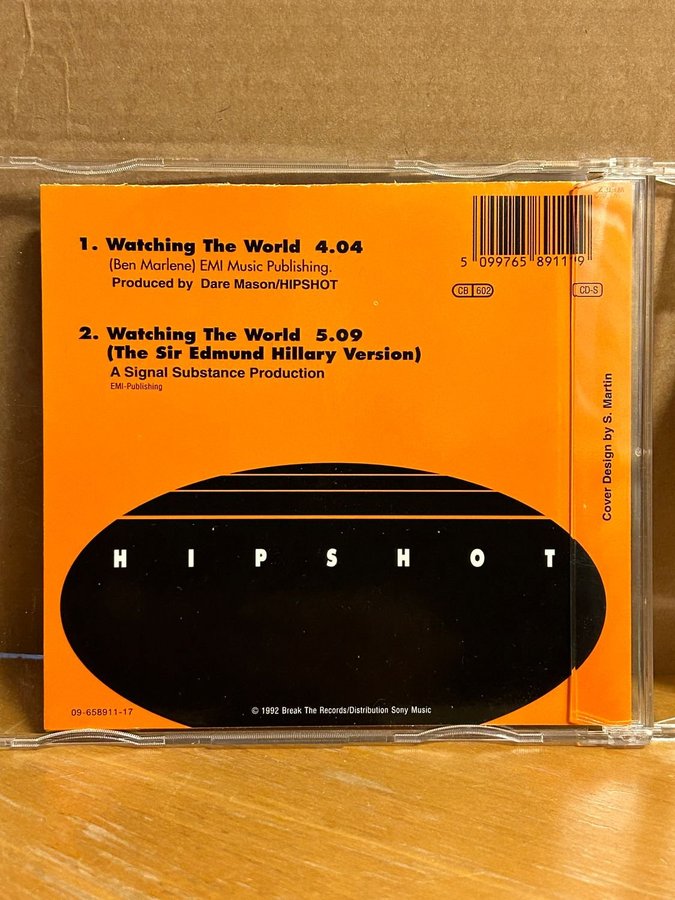 1. Watching The World 4.04
(Ben Marlene) EMI Music Publishing.
Produced by Dare Mason/HIPSHOT
2. Watching The World 5.09
(The Sir Edmund Hillary Version)
A Signal Substance Production
EMI-Publishing
5 099765 891119
CB 602
CD-S
Cover Design by S. Martin
HIPSHOT
09-658911-17
© 1992 Break The Records/Distribution Sony Music